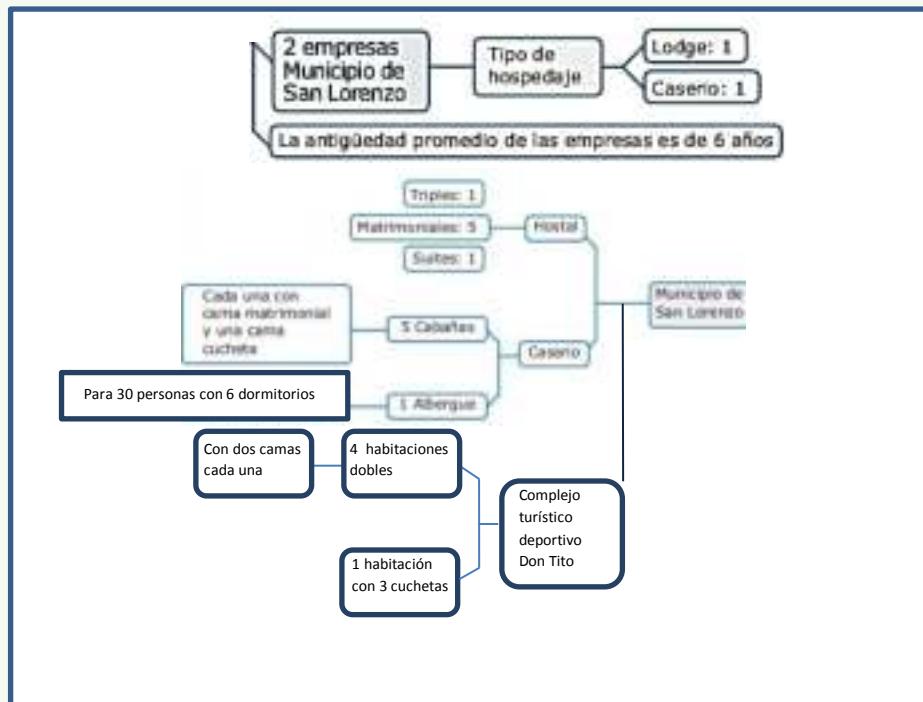 2 empresas
Municipio de
San Lorenzo
Tipo de
hospedaje
Lodge: 1
Caserio: 1
La antigüedad promedio de las empresas es de 6 años
Triples: 1
Matrimoniales: 5
Suites: 1
Hostal
Municipio de
San Lorenzo
Cada una con
cama matrimonial
y una cama
cucheta
5 Cabañas
Caserio
Para 30 personas con 6 dormitorios
1 Albergue
Con dos camas
cada una
4 habitaciones
dobles
Complejo
turístico
deportivo
Don Tito
1 habitación
con 3 cuchetas